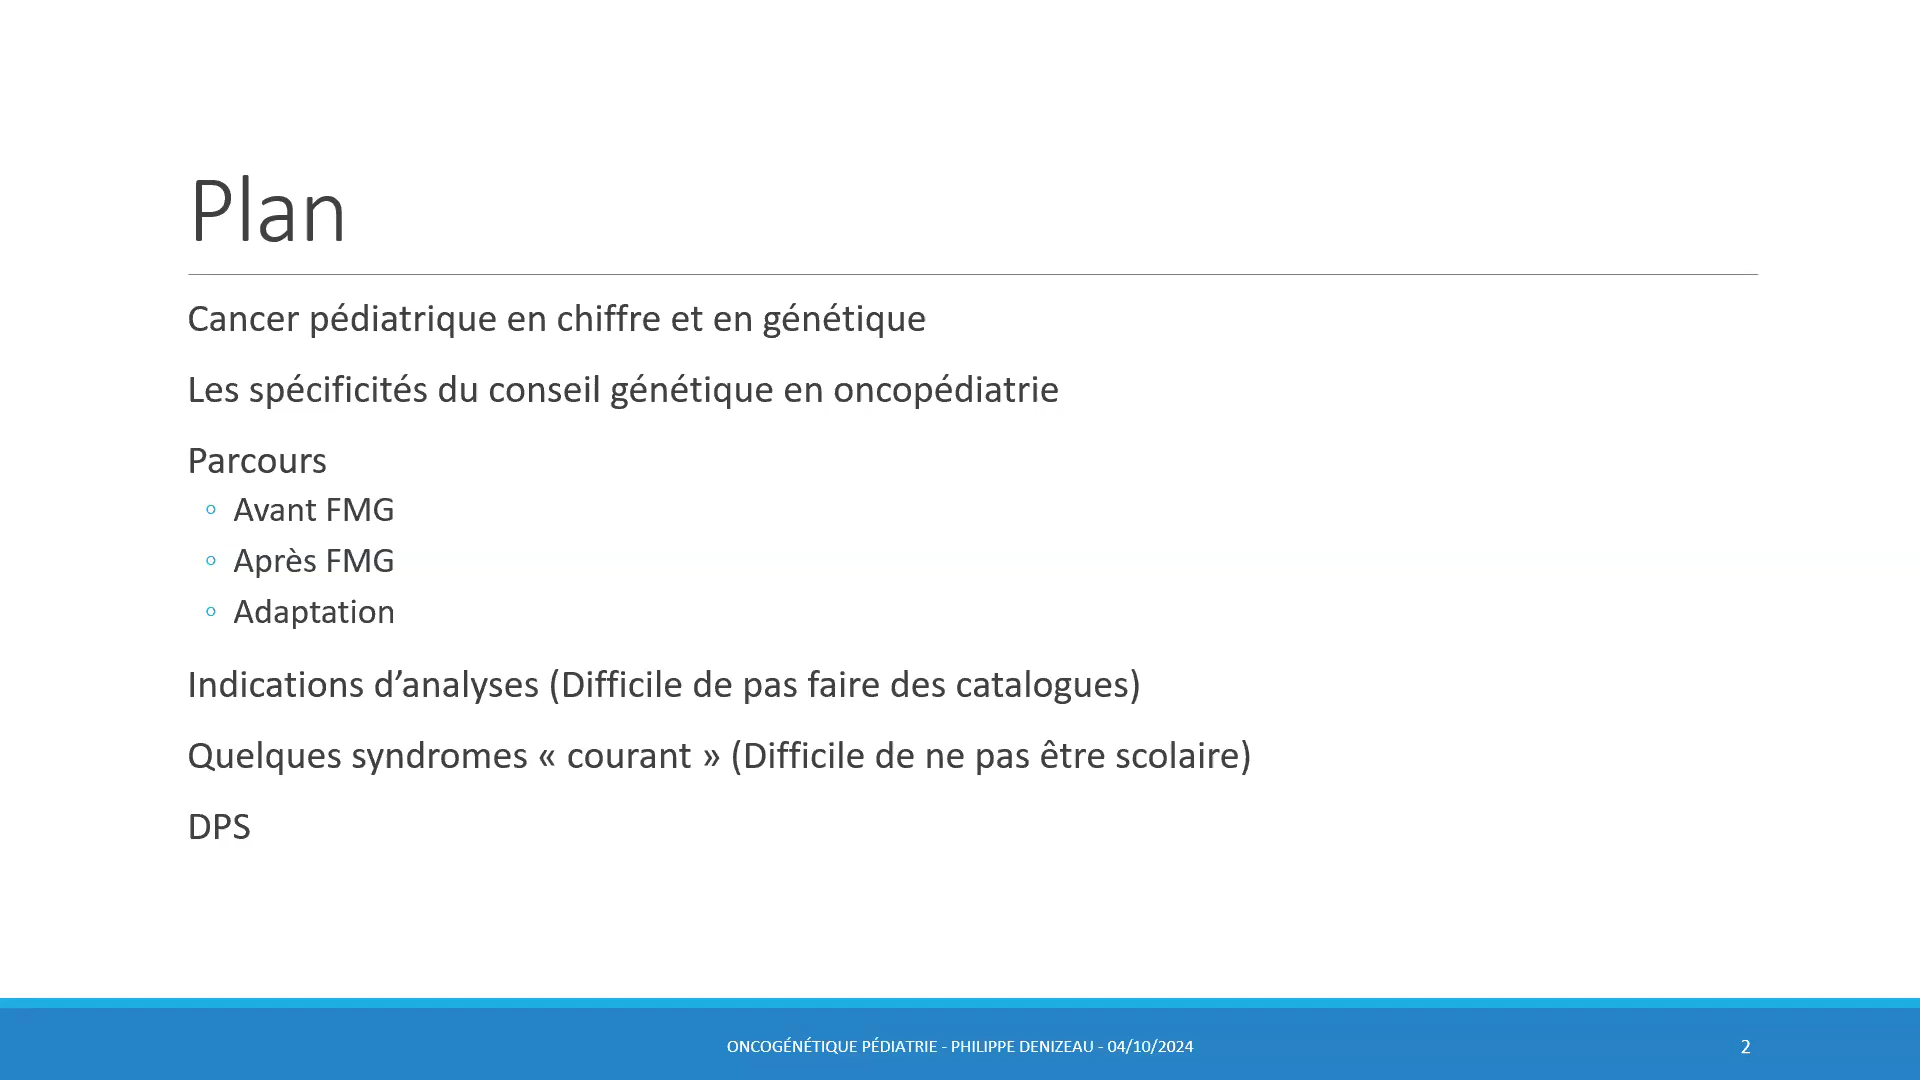 Plan
Cancer pédiatrique en chiffre et en génétique
Les spécificités du conseil génétique en oncopédiatrie
Parcours
◦ Avant FMG
◦ Après FMG
◦ Adaptation
Indications d’analyses (Difficile de pas faire des catalogues)
Quelques syndromes « courant » (Difficile de ne pas être scolaire)
DPS
ONCOGÉNÉTIQUE PÉDIATRIE - PHILIPPE DENIZEAU - 04/10/2024
2